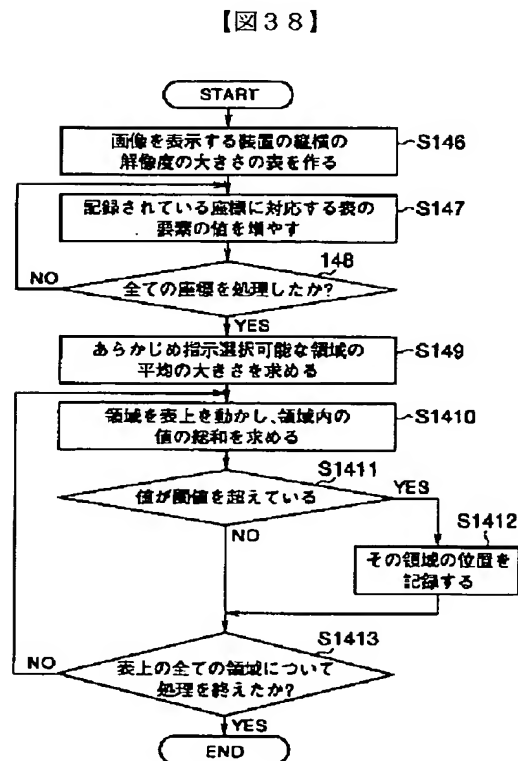 【図38】
START
画像を表示する装置の縦横の
解像度の大きさの表を作る
S146
記録されている座標に対応する表の
要素の値を増やす
S147
148
全ての座標を処理したか?
NO
YES
あらかじめ指示選択可能な領域の
平均の大きさを求める
S149
領域を表上を動かし、領域内の
値の総和を求める
S1410
S1411
値が閾値を超えている
YES
NO
S1412
その領域の位置を
記録する
S1413
表上の全ての領域について
処理を終えたか?
NO
YES
END